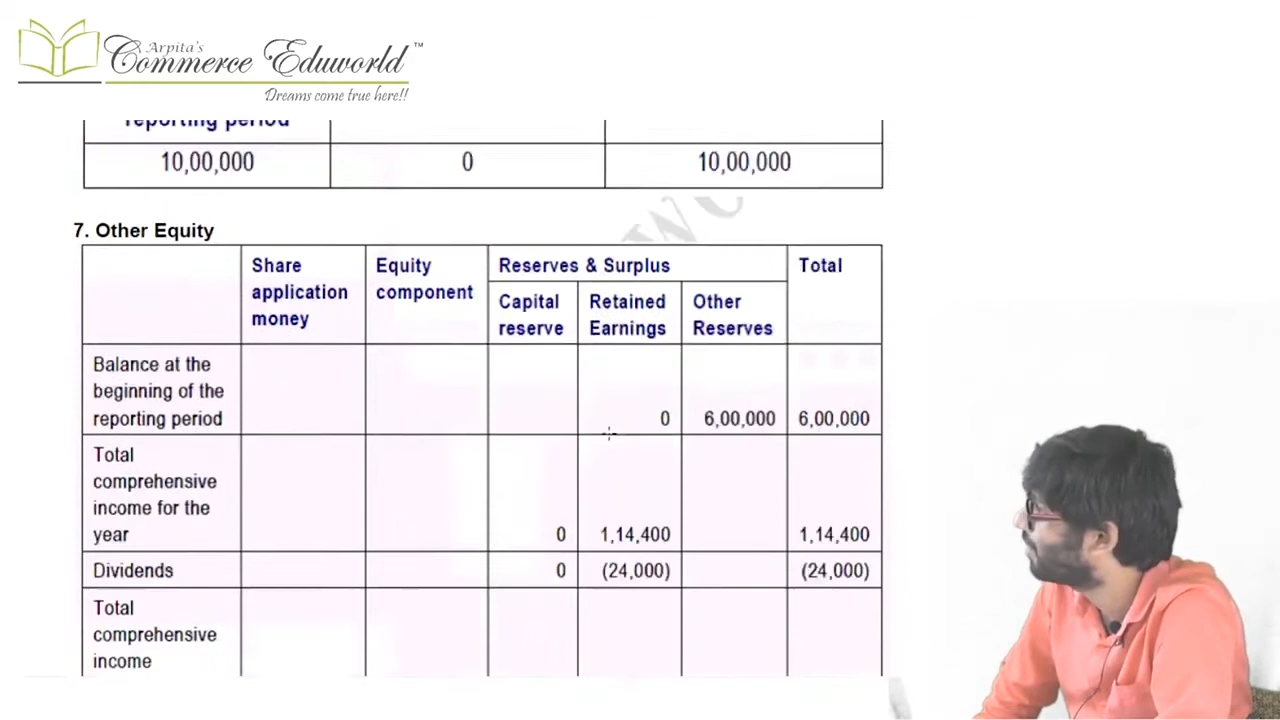 Arpita's
Commerce Eduworld™
Dreams come true here!!
reporting period
10,00,000 0 10,00,000
7. Other Equity
Share application money
Equity component
Reserves & Surplus
Total
Capital reserve
Retained Earnings
Other Reserves
Balance at the
beginning of the
reporting period 0 6,00,000 6,00,000
Total
comprehensive
income for the
year 0 1,14,400 1,14,400
Dividends 0 (24,000) (24,000)
Total
comprehensive
income